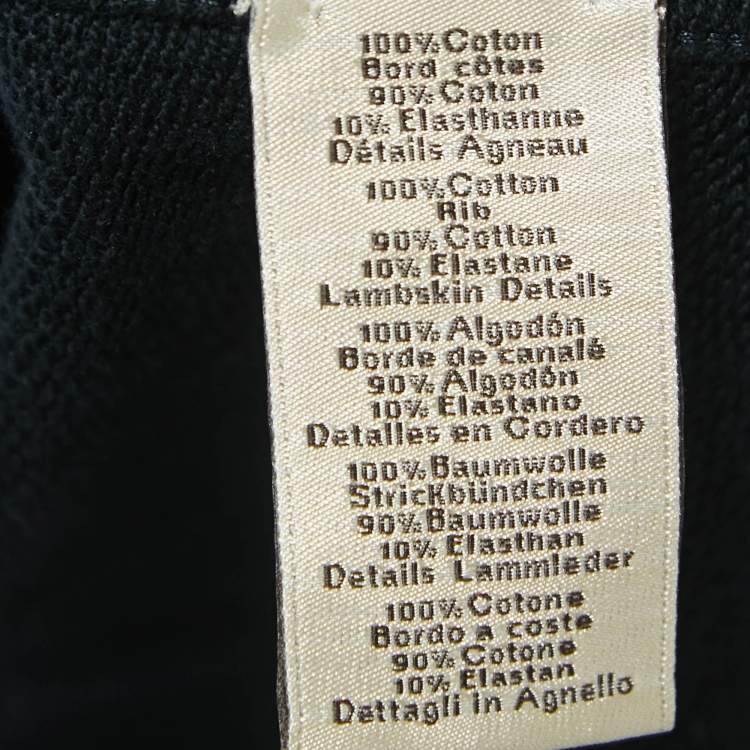 100% Coton
Bord côtes
90% Coton
10% Elasthanne
Détails Agneau
100% Cotton
Rib
90% Cotton
10% Elastane
Lambskin Details
100% Algodón
Borde de canalé
90% Algodón
10% Elastano
Detalles en Cordero
100% Baumwolle
Strickbündchen
90% Baumwolle
10% Elasthan
Details Lammleder
100% Cotone
Bordo a coste
90% Cotone
10% Elastan
Dettagli in Agnello